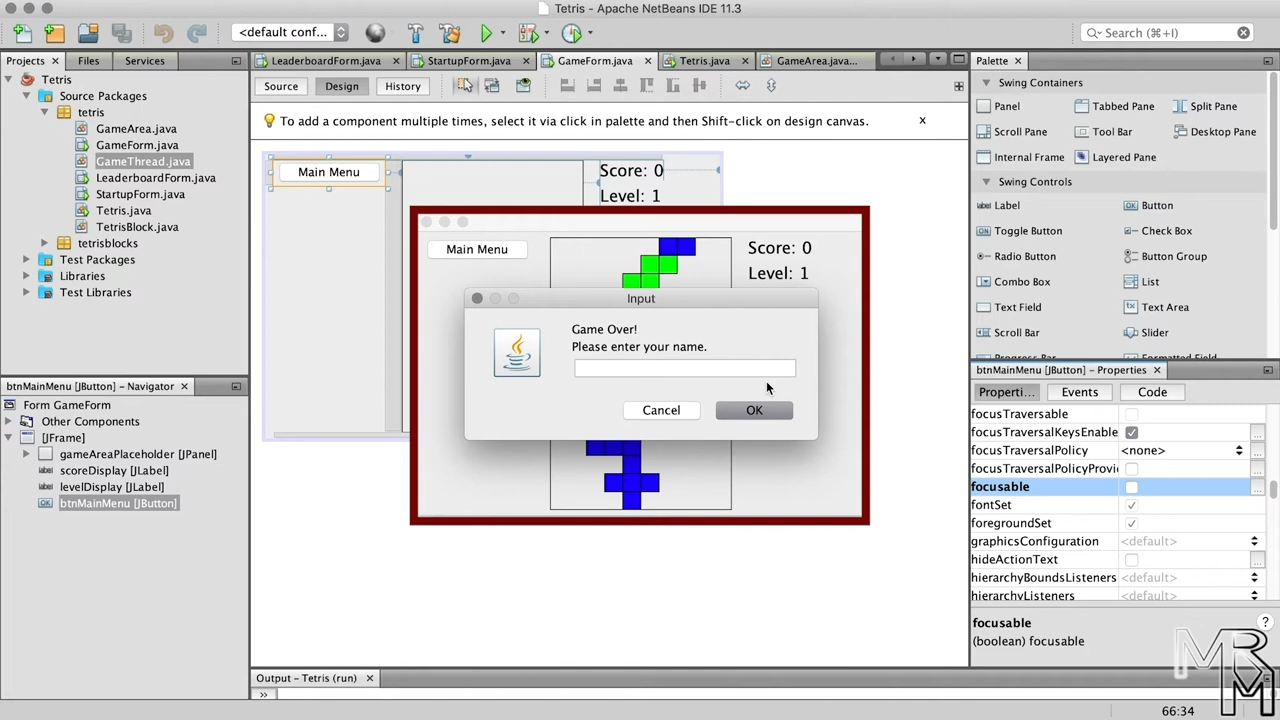 Tetris - Apache NetBeans IDE 11.3
<default conf...
Search (⌘+I)
Projects
Files
Services
LeaderboardForm.java
StartupForm.java
GameForm.java
Tetris.java
GameArea.java...
Palette
Source
Design
History
To add a component multiple times, select it via click in palette and then Shift-click on design canvas.
x
Tetris
Source Packages
tetris
GameArea.java
GameForm.java
GameThread.java
LeaderboardForm.java
StartupForm.java
Tetris.java
TetrisBlock.java
tetrisblocks
Test Packages
Libraries
Test Libraries
Main Menu
Score: 0
Level: 1
Main Menu
Score: 0
Level: 1
Input
Game Over!
Please enter your name.
Cancel
OK
Swing Containers
Panel
Tabbed Pane
Split Pane
Scroll Pane
Tool Bar
Desktop Pane
Internal Frame
Layered Pane
Swing Controls
Label
Button
Toggle Button
Check Box
Radio Button
Button Group
Combo Box
List
Text Field
Text Area
Scroll Bar
Slider
Progress Bar
Formatted Field
btnMainMenu [JButton] - Navigator
Form GameForm
Other Components
[JFrame]
gameAreaPlaceholder [JPanel]
scoreDisplay [JLabel]
levelDisplay [JLabel]
btnMainMenu [JButton]
btnMainMenu [JButton] - Properties
Properti...
Events
Code
focusTraversable
focusTraversalKeysEnable
focusTraversalPolicy
<none>
focusTraversalPolicyProvi
focusable
fontSet
foregroundSet
graphicsConfiguration
<default>
hideActionText
hierarchyBoundsListeners
<default>
hierarchyListeners
<default>
focusable
(boolean) focusable
?
Output - Tetris (run)
>>
66:34